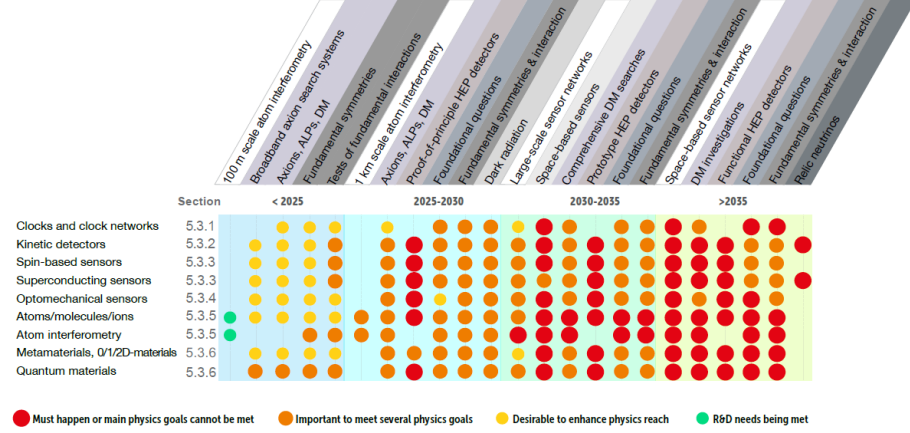 100 m scale atom interferometry
Broadband axion search systems
Axions, ALPs, DM
Fundamental symmetries
Tests of fundamental interactions
1 km scale atom interferometry
Axions, ALPs, DM
Proof-of-principle HEP detectors
Foundational questions
Fundamental symmetries & interaction
Dark radiation
Large-scale sensor networks
Space-based sensors
Comprehensive DM searches
Prototype HEP detectors
Foundational questions
Fundamental symmetries & interaction
Space-based sensor networks
DM investigations
Functional HEP detectors
Foundational questions
Fundamental symmetries & interaction
Relic neutrinos
Section < 2025 2025-2030 2030-2035 >2035
Clocks and clock networks 5.3.1
Kinetic detectors 5.3.2
Spin-based sensors 5.3.3
Superconducting sensors 5.3.3
Optomechanical sensors 5.3.4
Atoms/molecules/ions 5.3.5
Atom interferometry 5.3.5
Metamaterials, 0/1/2D-materials 5.3.6
Quantum materials 5.3.6
Must happen or main physics goals cannot be met Important to meet several physics goals Desirable to enhance physics reach R&D needs being met